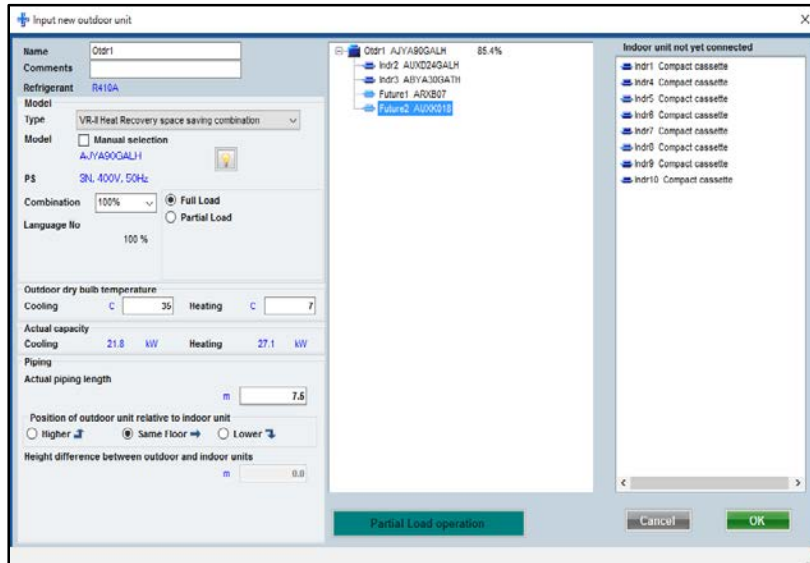 Input new outdoor unit
X
Name Otdr1
Comments
Refrigerant R410A
Model
Type VR-II Heat Recovery space saving combination
Model Manual selection
AJYA90GALH
PS 3N, 400V, 50Hz
Combination 100% Full Load
Partial Load
Language No
100 %
Outdoor dry bulb temperature
Cooling C 35 Heating C 7
Actual capacity
Cooling 21.8 kW Heating 27.1 kW
Piping
Actual piping length
m 7.5
Position of outdoor unit relative to indoor unit
Higher Same Floor Lower
Height difference between outdoor and indoor units
m 0.0
Otdr1 AJYA90GALH 85.4%
Indr2 AUXD24GALH
Indr3 ABYA30GATH
Future1 ARXB07
Future2 AUXK018
Partial Load operation
Indoor unit not yet connected
Indr1 Compact cassette
Indr4 Compact cassette
Indr5 Compact cassette
Indr6 Compact cassette
Indr7 Compact cassette
Indr8 Compact cassette
Indr9 Compact cassette
Indr10 Compact cassette
Cancel OK